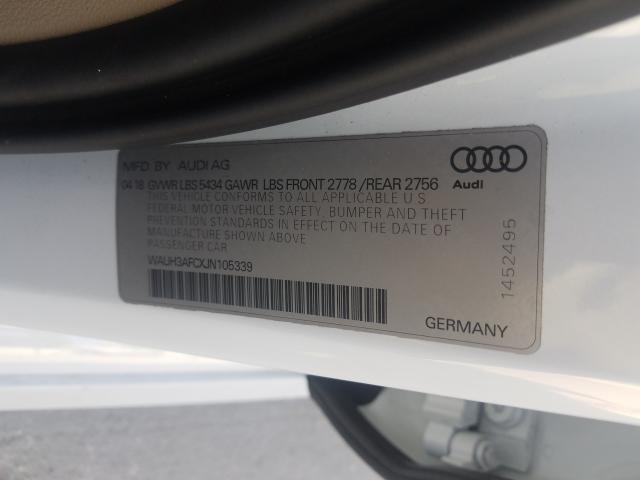 MFD BY AUDI AG
04 18 GVWR LBS 5434 GAWR LBS FRONT 2778 /REAR 2756
THIS VEHICLE CONFORMS TO ALL APPLICABLE U S
FEDERAL MOTOR VEHICLE SAFETY, BUMPER AND THEFT
PREVENTION STANDARDS IN EFFECT ON THE DATE OF
MANUFACTURE SHOWN ABOVE
PASSENGER CAR
WAUH3AFCXJN105339
Audi
1452495
GERMANY